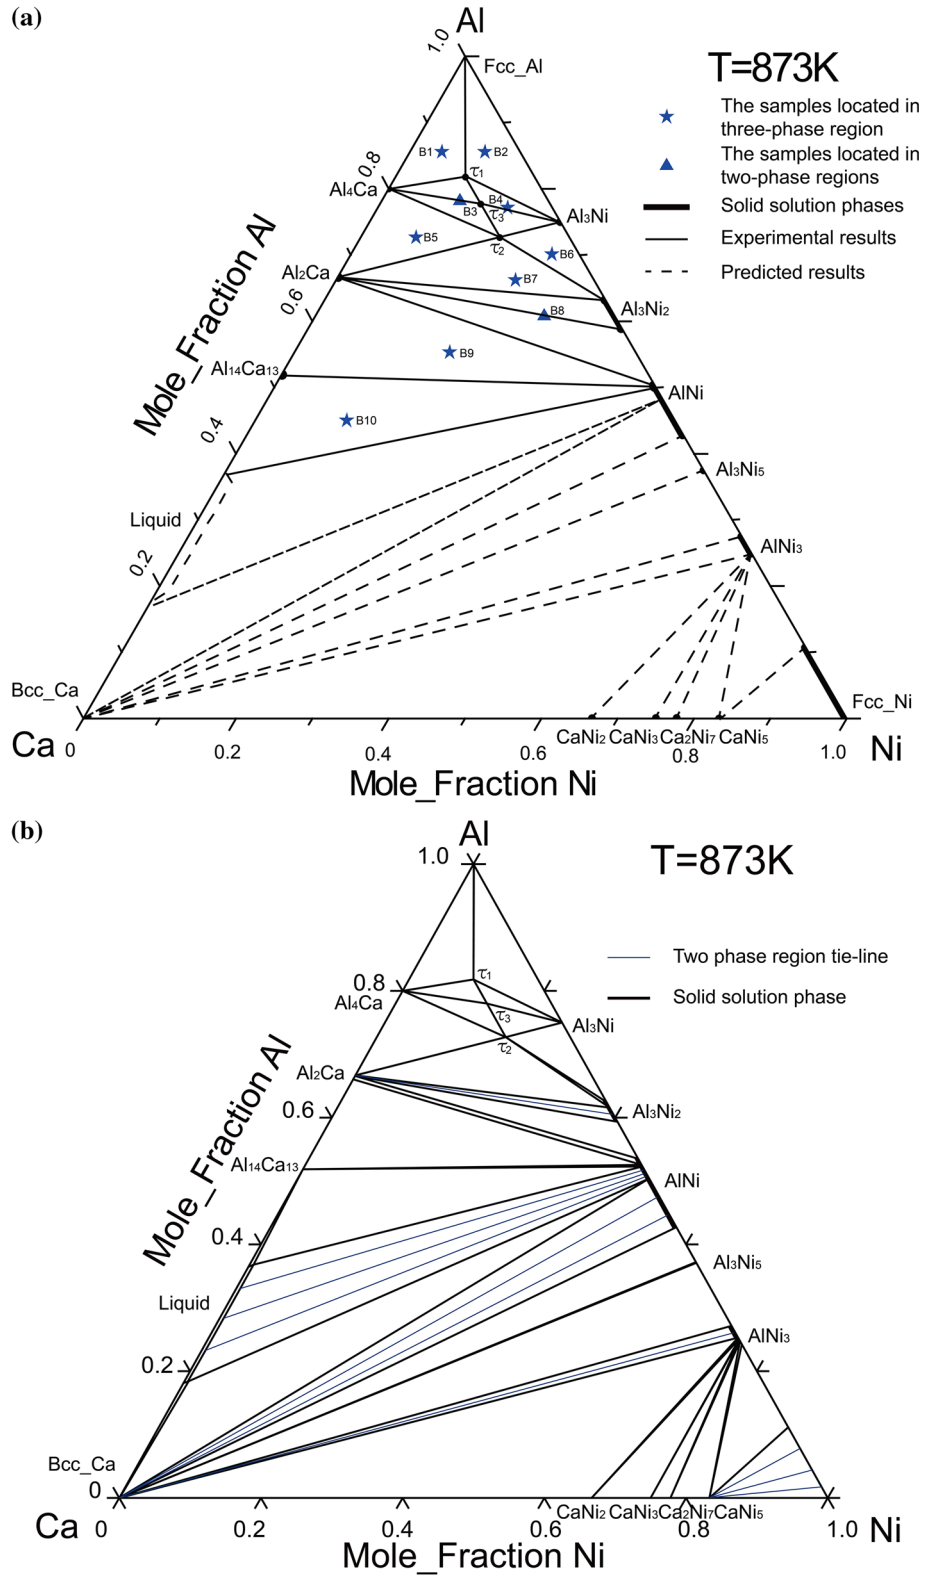 (a)
Al
1.0
Fcc_Al
T=873K
The samples located in
three-phase region
The samples located in
two-phase regions
Solid solution phases
Experimental results
Predicted results
B1
B2
0.8
τ1
Al4Ca
B3
B4
τ3
Al3Ni
B5
τ2
B6
Al2Ca
B7
0.6
Al3Ni2
B8
B9
Al14Ca13
AlNi
Mole_Fraction Al
B10
0.4
Al3Ni5
Liquid
AlNi3
0.2
Bcc_Ca
Fcc_Ni
CaNi2 CaNi3 Ca2Ni7 CaNi5
Ca 0 0.2 0.4 0.6 0.8 1.0 Ni
Mole_Fraction Ni
(b)
Al
1.0
T=873K
Two phase region tie-line
Solid solution phase
τ1
0.8
Al4Ca
τ3
Al3Ni
τ2
Al2Ca
0.6
Al3Ni2
Al14Ca13
AlNi
Mole_Fraction Al
0.4
Al3Ni5
Liquid
AlNi3
0.2
Bcc_Ca
0
CaNi2 CaNi3 Ca2Ni7 CaNi5
Ca 0 0.2 0.4 0.6 0.8 1.0 Ni
Mole_Fraction Ni